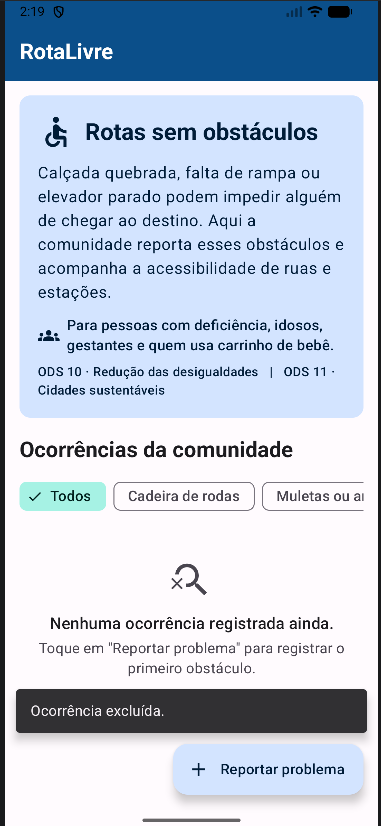 2:19
RotaLivre
Rotas sem obstáculos
Calçada quebrada, falta de rampa ou
elevador parado podem impedir alguém
de chegar ao destino. Aqui a
comunidade reporta esses obstáculos e
acompanha a acessibilidade de ruas e
estações.
Para pessoas com deficiência, idosos,
gestantes e quem usa carrinho de bebê.
ODS 10 · Redução das desigualdades | ODS 11 ·
Cidades sustentáveis
Ocorrências da comunidade
Todos
Cadeira de rodas
Muletas ou
Nenhuma ocorrência registrada ainda.
Toque em "Reportar problema" para registrar o
primeiro obstáculo.
Ocorrência excluída.
+ Reportar problema